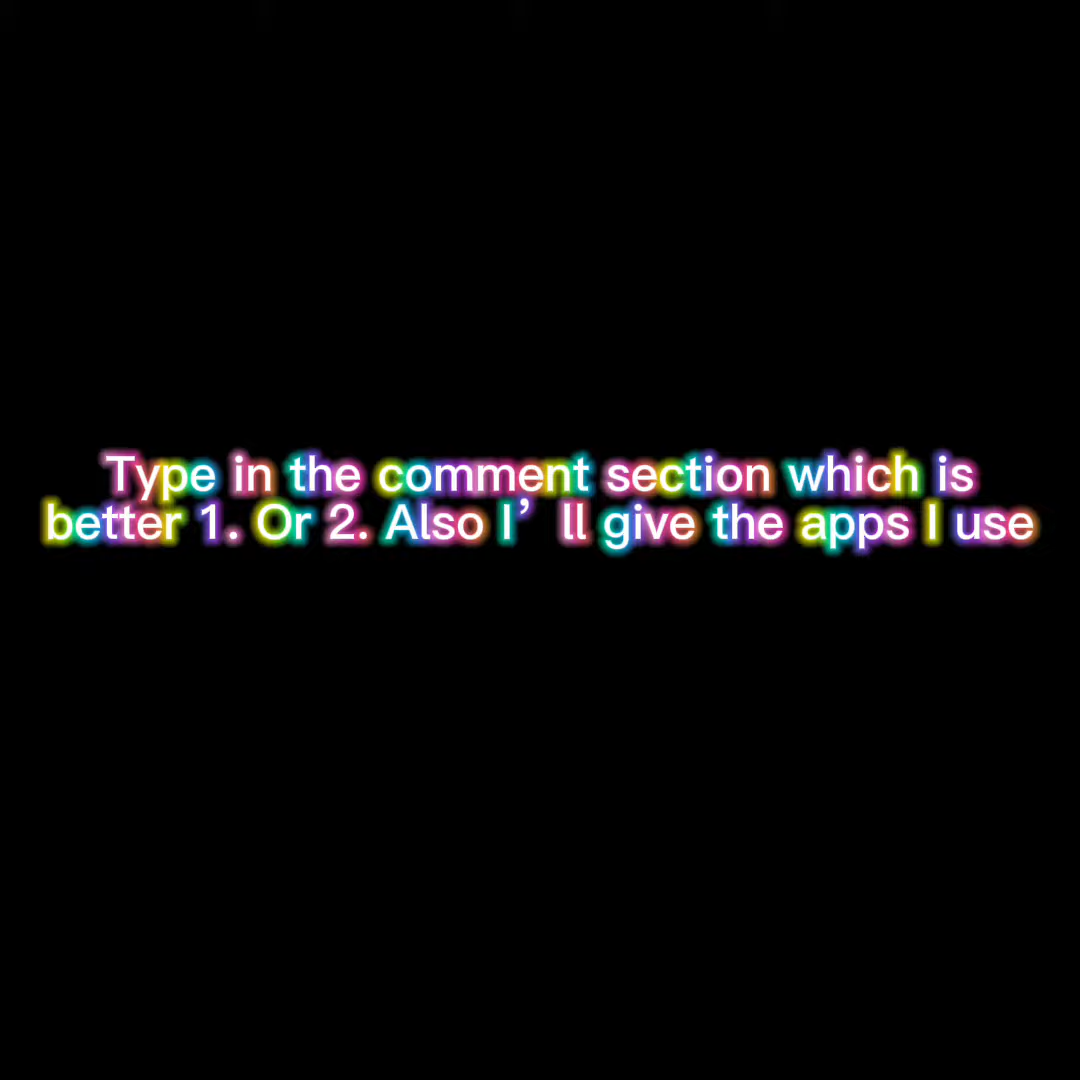 Type in the comment section which is
better 1. Or 2. Also I’ll give the apps I use